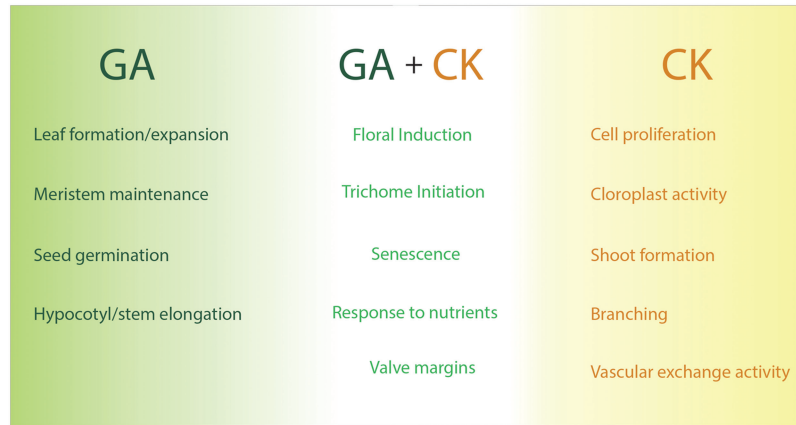 GA
GA + CK
CK
Leaf formation/expansion
Floral Induction
Cell proliferation
Meristem maintenance
Trichome Initiation
Cloroplast activity
Seed germination
Senescence
Shoot formation
Hypocotyl/stem elongation
Response to nutrients
Branching
Valve margins
Vascular exchange activity